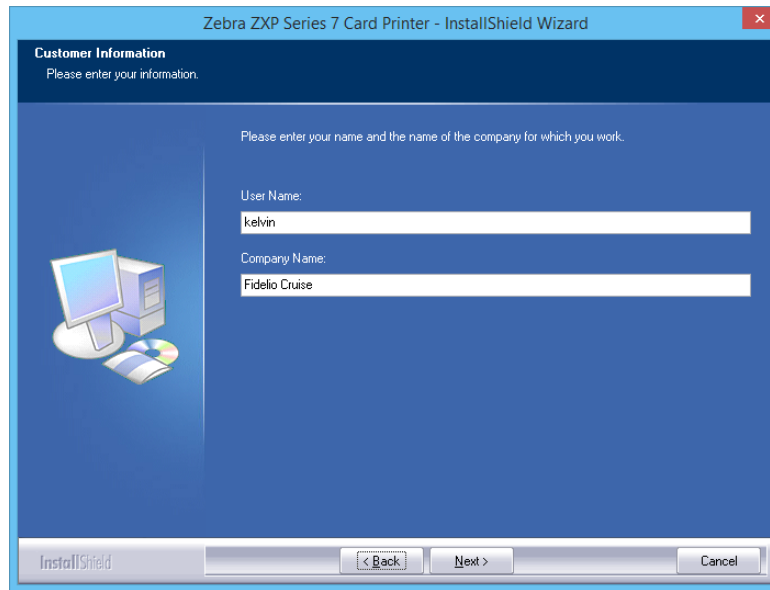 Zebra ZXP Series 7 Card Printer - InstallShield Wizard
Customer Information
Please enter your information.
Please enter your name and the name of the company for which you work.
User Name:
kelvin
Company Name:
Fidelio Cruise
InstallShield
< Back
Next >
Cancel